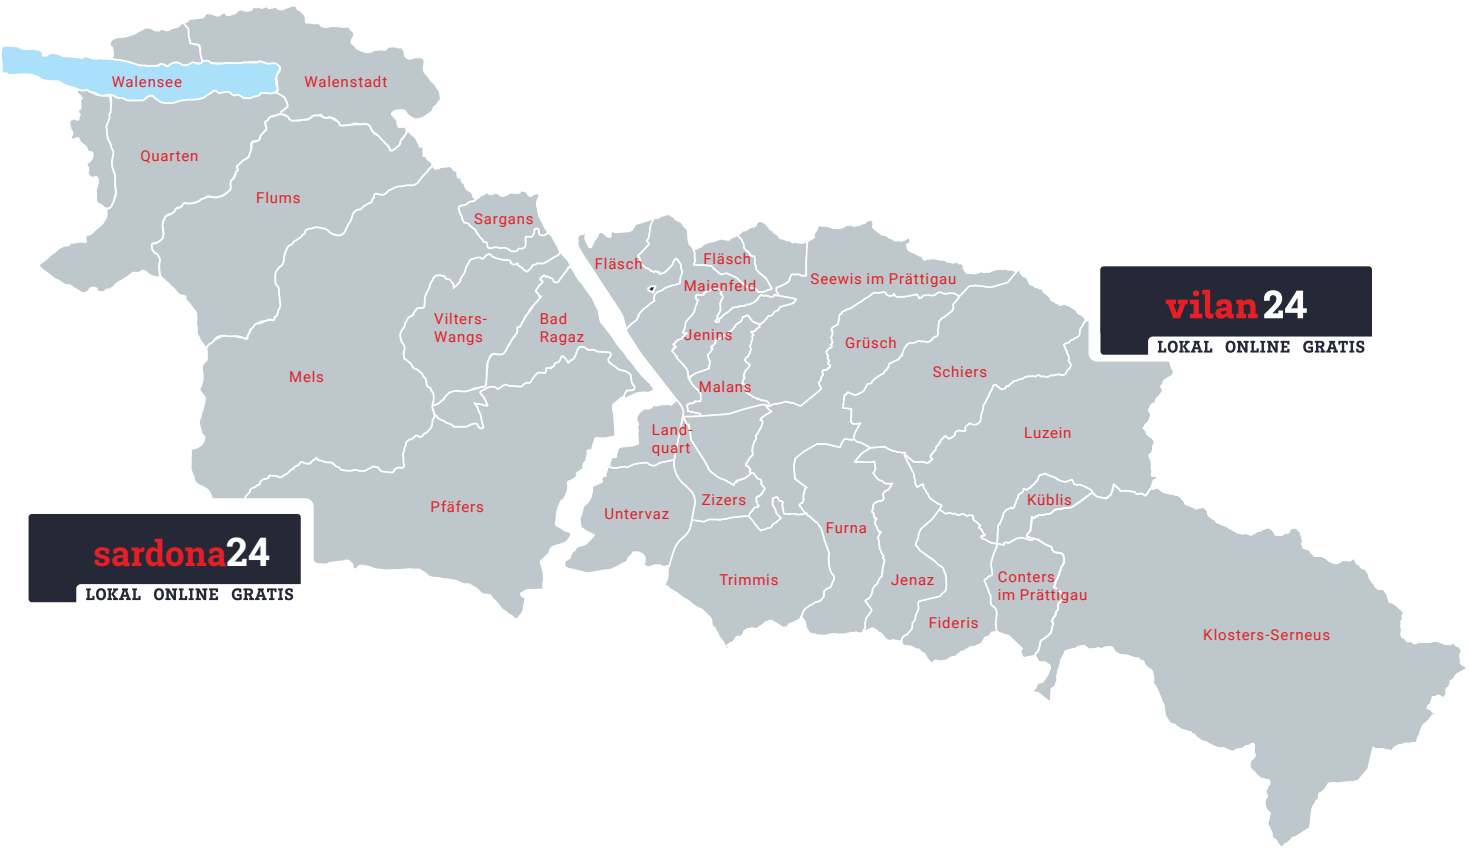 Walensee
Walenstadt
Quarten
Flums
Sargans
Fläsch
Fläsch
Maienfeld
Seewis im Prättigau
vilan24
LOKAL ONLINE GRATIS
Vilters-
Wangs
Bad
Ragaz
Jenins
Grüsch
Mels
Malans
Schiers
Land-
quart
Luzein
Pfäfers
Untervaz
Zizers
Küblis
Furna
sardona24
LOKAL ONLINE GRATIS
Trimmis
Jenaz
Conters
im Prättigau
Fideris
Klosters-Serneus